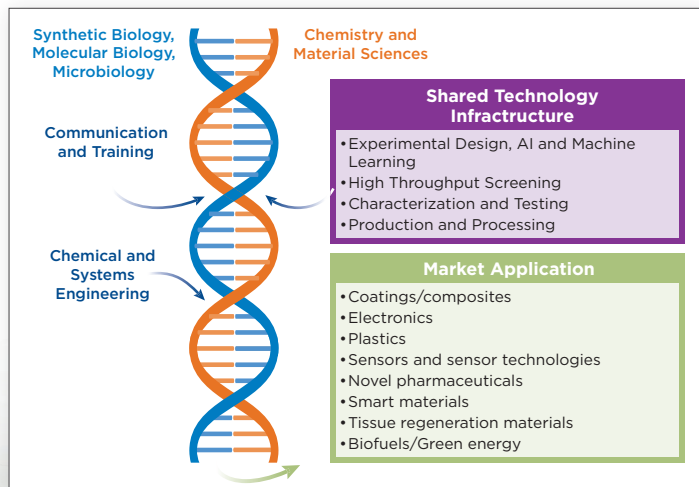 Synthetic Biology,
Molecular Biology,
Microbiology
Chemistry and
Material Sciences
Communication
and Training
Chemical and
Systems
Engineering
Shared Technology
Infractructure
•Experimental Design, AI and Machine
Learning
•High Throughput Screening
•Characterization and Testing
•Production and Processing
Market Application
•Coatings/composites
•Electronics
•Plastics
•Sensors and sensor technologies
•Novel pharmaceuticals
•Smart materials
•Tissue regeneration materials
•Biofuels/Green energy